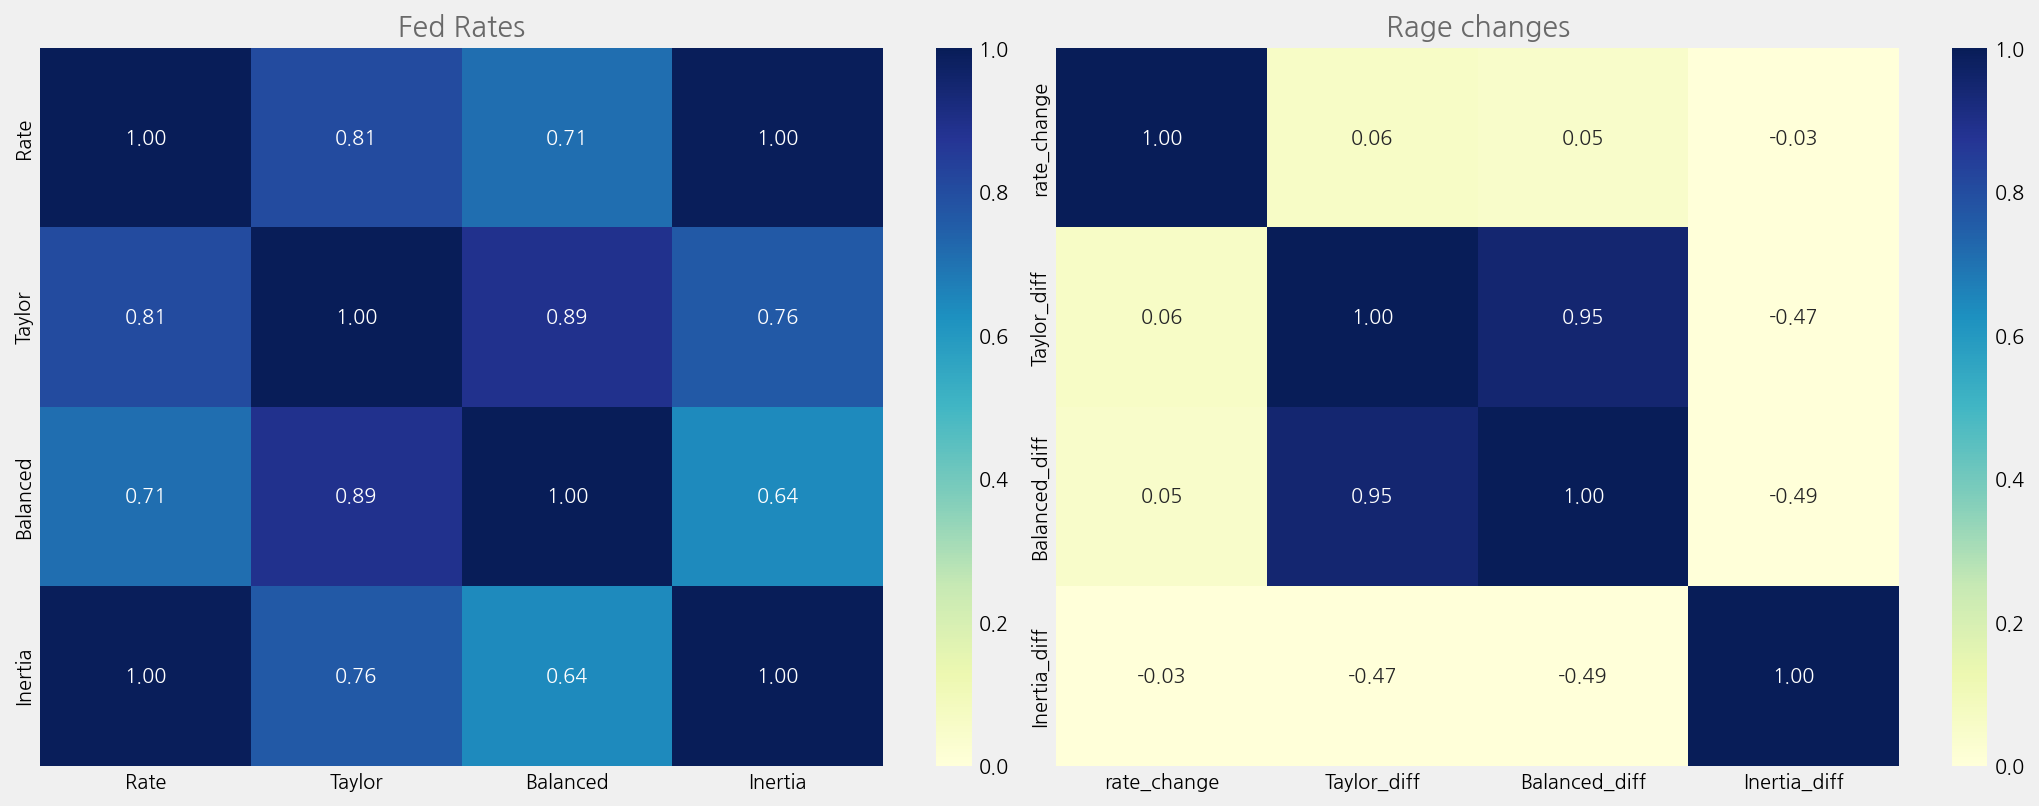 Fed Rates
Rate 1.00 0.81 0.71 1.00
Taylor 0.81 1.00 0.89 0.76
Balanced 0.71 0.89 1.00 0.64
Inertia 1.00 0.76 0.64 1.00
Rate Taylor Balanced Inertia
1.0
0.8
0.6
0.4
0.2
0.0
Rage changes
rate_change 1.00 0.06 0.05 -0.03
Taylor_diff 0.06 1.00 0.95 -0.47
Balanced_diff 0.05 0.95 1.00 -0.49
Inertia_diff -0.03 -0.47 -0.49 1.00
rate_change Taylor_diff Balanced_diff Inertia_diff
1.0
0.8
0.6
0.4
0.2
0.0